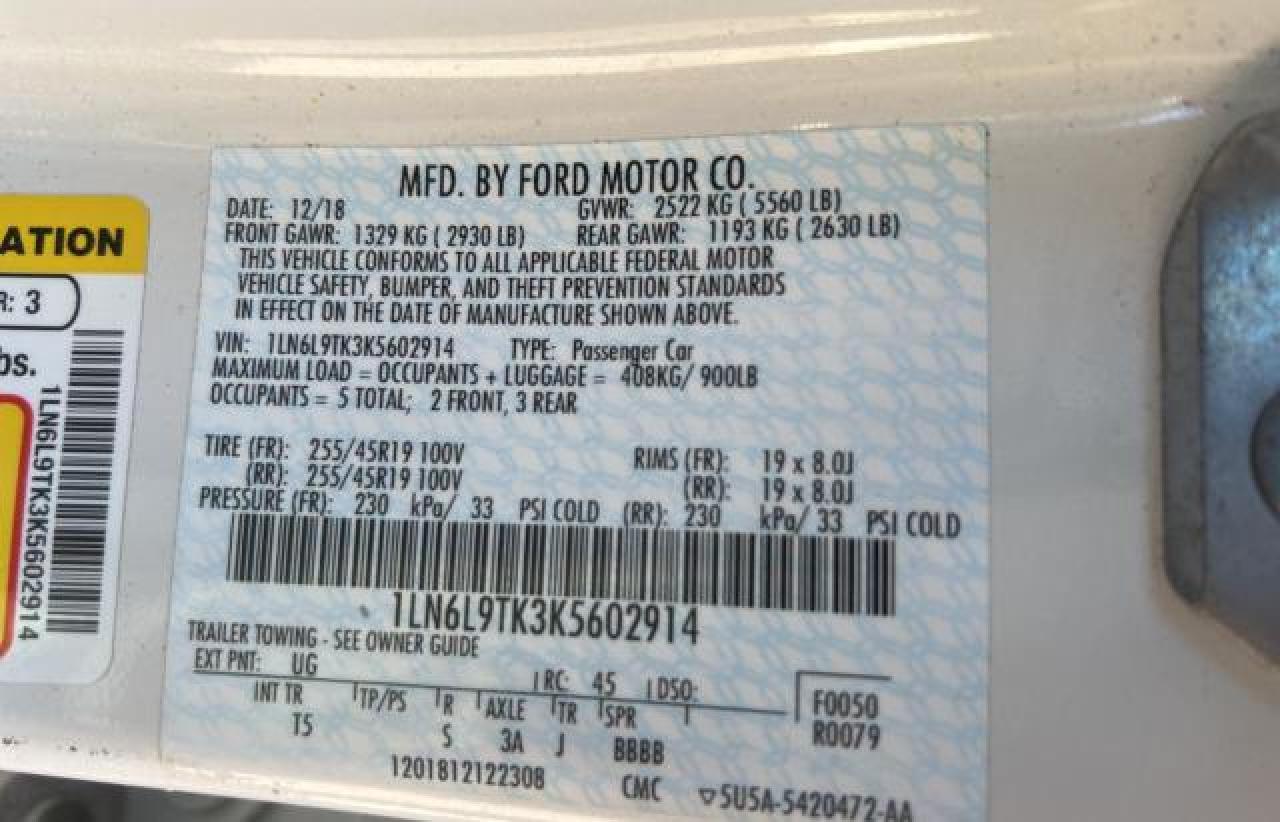 MFD. BY FORD MOTOR CO.
DATE: 12/18 GVWR: 2522 KG ( 5560 LB)
FRONT GAWR: 1329 KG ( 2930 LB) REAR GAWR: 1193 KG ( 2630 LB)
THIS VEHICLE CONFORMS TO ALL APPLICABLE FEDERAL MOTOR
VEHICLE SAFETY, BUMPER, AND THEFT PREVENTION STANDARDS
IN EFFECT ON THE DATE OF MANUFACTURE SHOWN ABOVE.
VIN: 1LN6L9TK3K5602914 TYPE: Passenger Car
MAXIMUM LOAD = OCCUPANTS + LUGGAGE = 408KG/ 900LB
OCCUPANTS = 5 TOTAL; 2 FRONT, 3 REAR
TIRE (FR): 255/45R19 100V RIMS (FR): 19 x 8.0J
(RR): 255/45R19 100V (RR): 19 x 8.0J
PRESSURE (FR): 230 kPa/ 33 PSI COLD (RR): 230 kPa/ 33 PSI COLD
1LN6L9TK3K5602914
TRAILER TOWING - SEE OWNER GUIDE
EXT PNT: UG RC: 45 DSO:
INT TR TP/PS R AXLE TR SPR F0050
T5 S 3A J BBBB R0079
1201812122308 CMC ▽5U5A-5420472-AA
ATION
R: 3
bs.
1LN6L9TK3K5602914